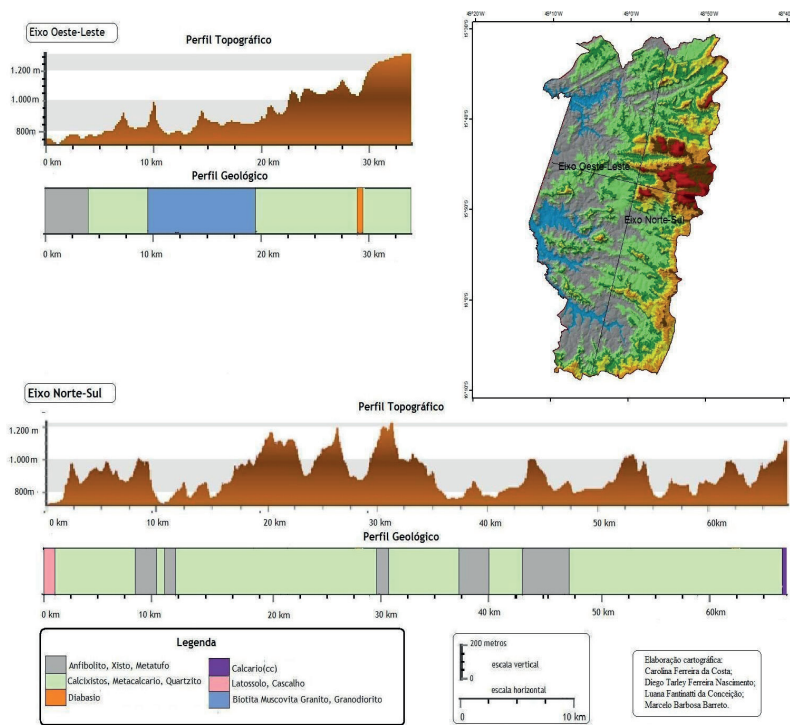 Eixo Oeste-Leste
Perfil Topográfico
1.200 m
1.000 m
800m
0 km 10 km 20 km 30 km
Perfil Geológico
0 km 10 km 20 km 30 km
Eixo Oeste-Leste
Eixo Norte-Sul
Eixo Norte-Sul
Perfil Topográfico
1.200 m
1.000 m
800m
0 km 10 km 20 km 30 km 40 km 50 km 60km
Perfil Geológico
0 km 10 km 20 km 30 km 40 km 50 km 60km
Legenda
Anfibolito, Xisto, Metatufo
Calcixistos, Metacalcario, Quartzito
Diabasio
Calcario(cc)
Latossolo, Cascalho
Biotita Muscovita Granito, Granodiorito
200 metros
escala vertical
0
escala horizontal
0 10 km
Elaboração cartográfica:
Carolina Ferreira da Costa;
Diego Tarley Ferreira Nascimento;
Luana Fantinatti da Conceição;
Marcelo Barbosa Barreto.